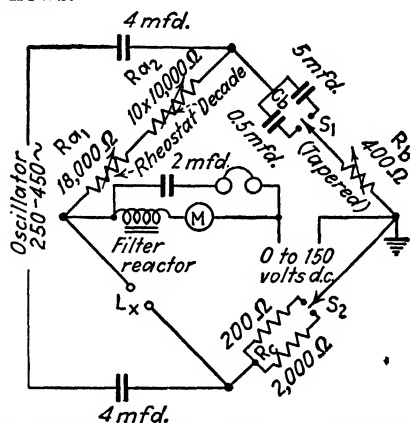 4 mfd.
Ra2
10x10,000Ω
Rheostat Decade
Ra1
18,000Ω
5 mfd.
Cb
0.5 mfd.
S1
(Tapered)
Rb
400Ω
2 mfd.
Oscillator
250-450~
M
Filter
reactor
0 to 150
volts d.c.
Lx
S2
200Ω
Rc
2,000Ω
4 mfd.